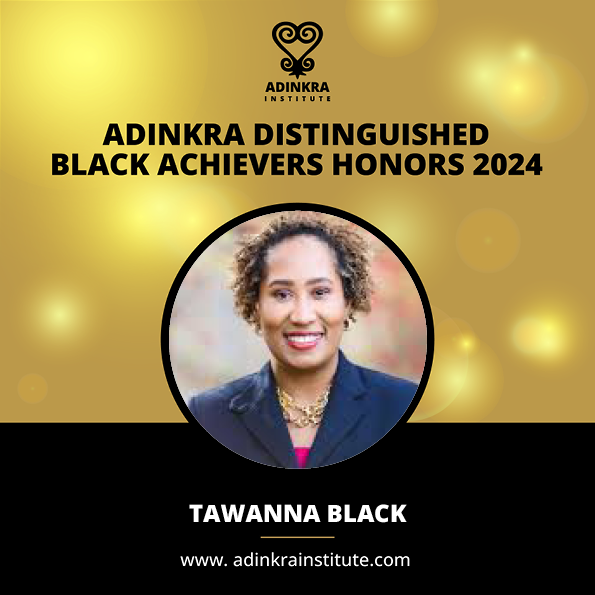 ADINKRA
INSTITUTE
ADINKRA DISTINGUISHED
BLACK ACHIEVERS HONORS 2024
TAWANNA BLACK
www. adinkrainstitute.com